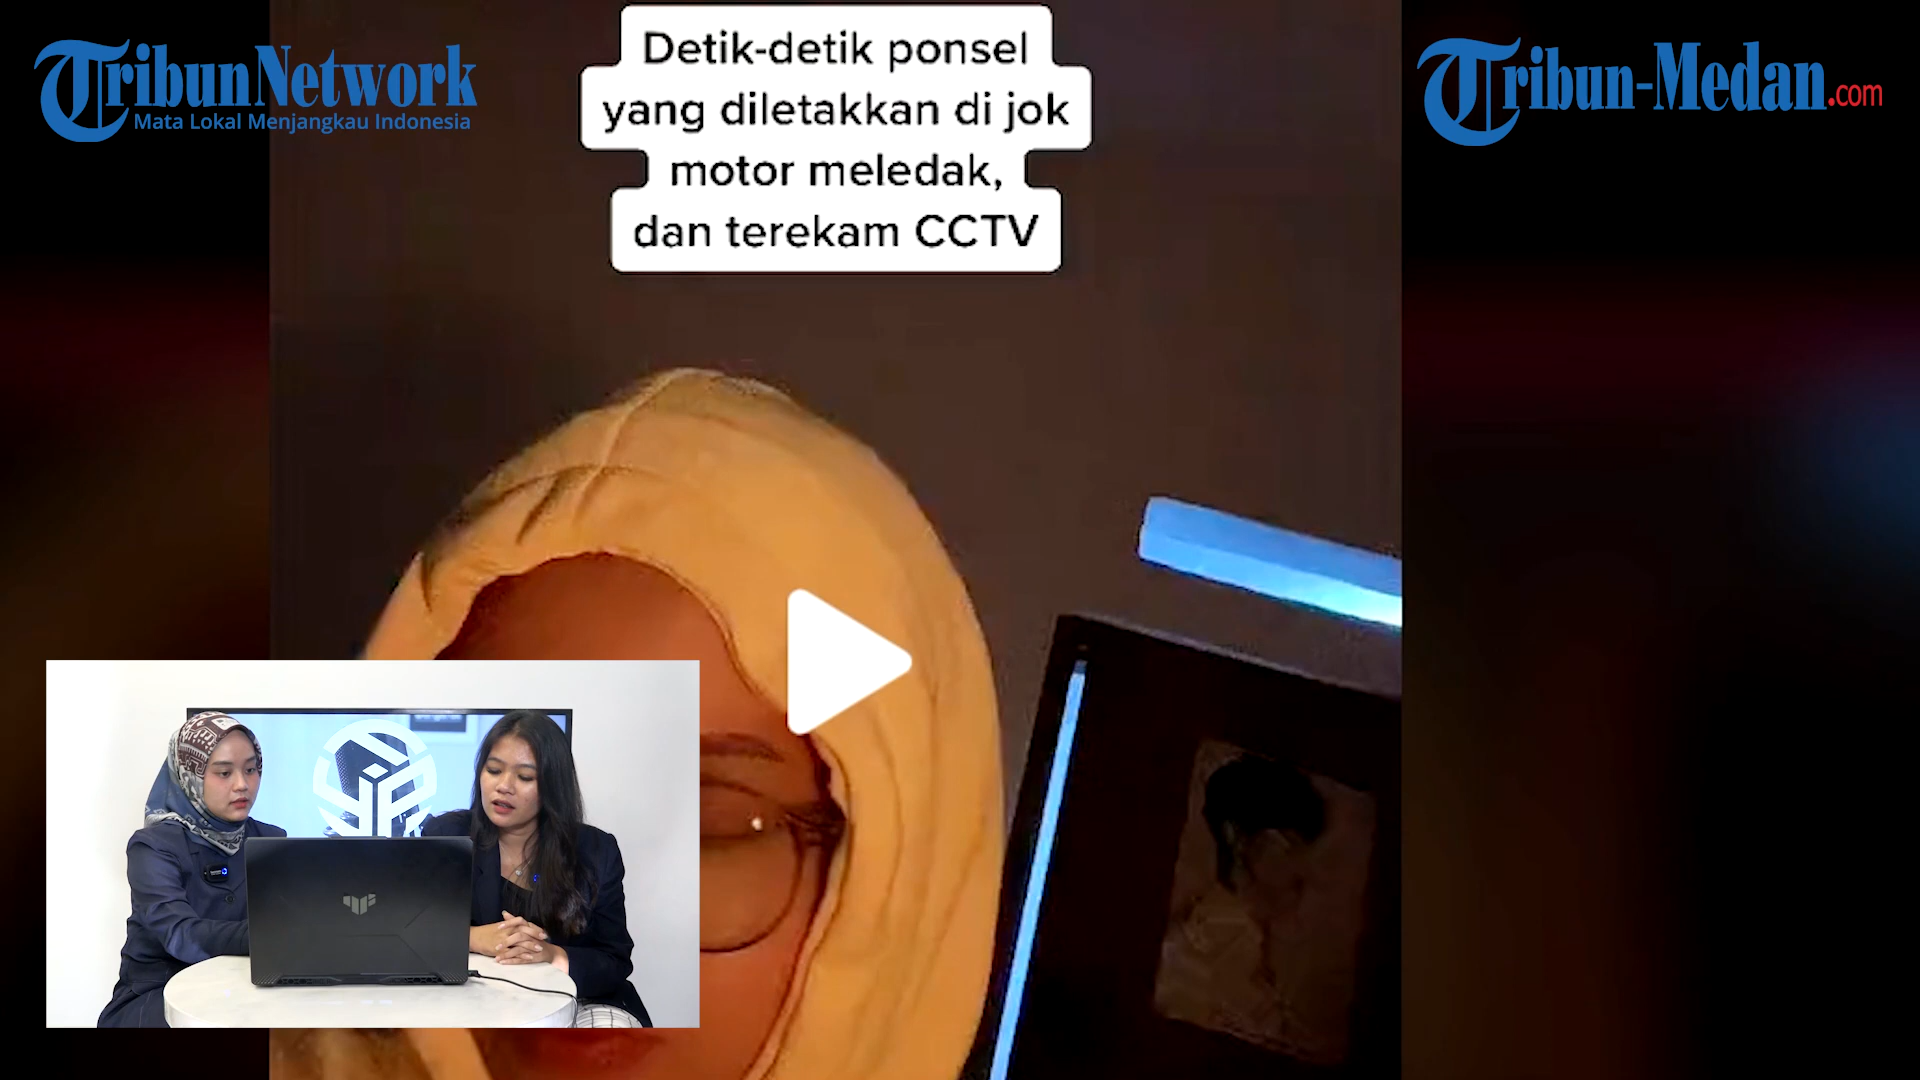 TribunNetwork
Mata Lokal Menjangkau Indonesia
Tribun-Medan.com
Detik-detik ponsel
yang diletakkan di jok
motor meledak,
dan terekam CCTV